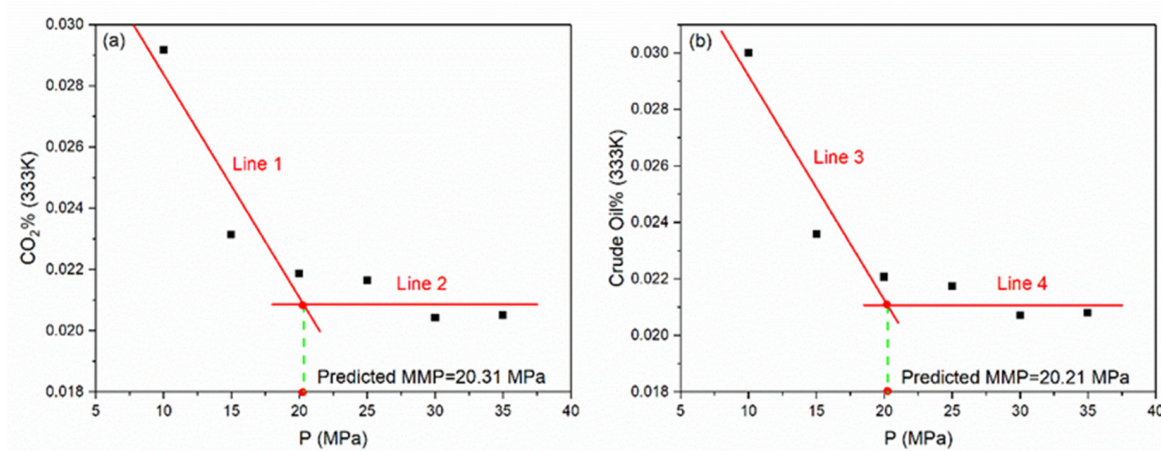 (a)
0.030
0.028
0.026
0.024
0.022
0.020
0.018
CO₂% (333K)
Line 1
Line 2
Predicted MMP=20.31 MPa
5 10 15 20 25 30 35 40
P (MPa)
(b)
0.030
0.028
0.026
0.024
0.022
0.020
0.018
Crude Oil% (333K)
Line 3
Line 4
Predicted MMP=20.21 MPa
5 10 15 20 25 30 35 40
P (MPa)